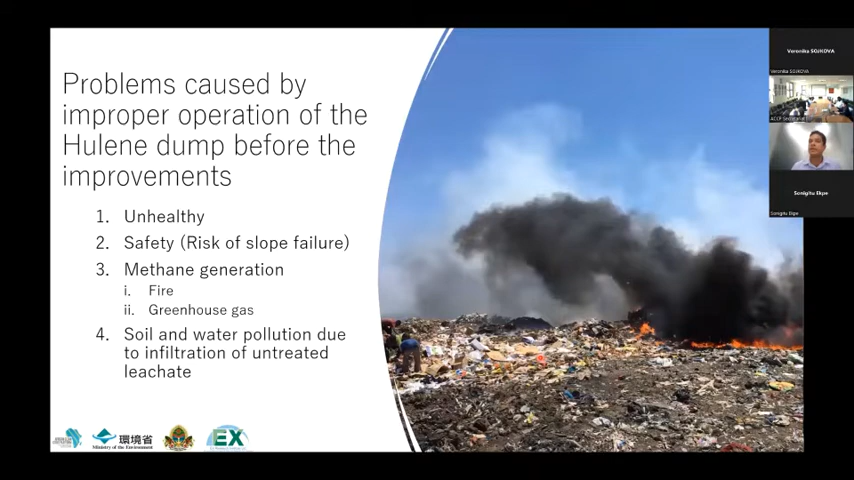 Problems caused by
improper operation of the
Hulene dump before the
improvements
1. Unhealthy
2. Safety (Risk of slope failure)
3. Methane generation
i. Fire
ii. Greenhouse gas
4. Soil and water pollution due
to infiltration of untreated
leachate
環境省
Ministry of the Environment
EX
Veronika SOJKOVA
Veronika SOJKOVA
Songitu Ekpe
Songitu Ekpe